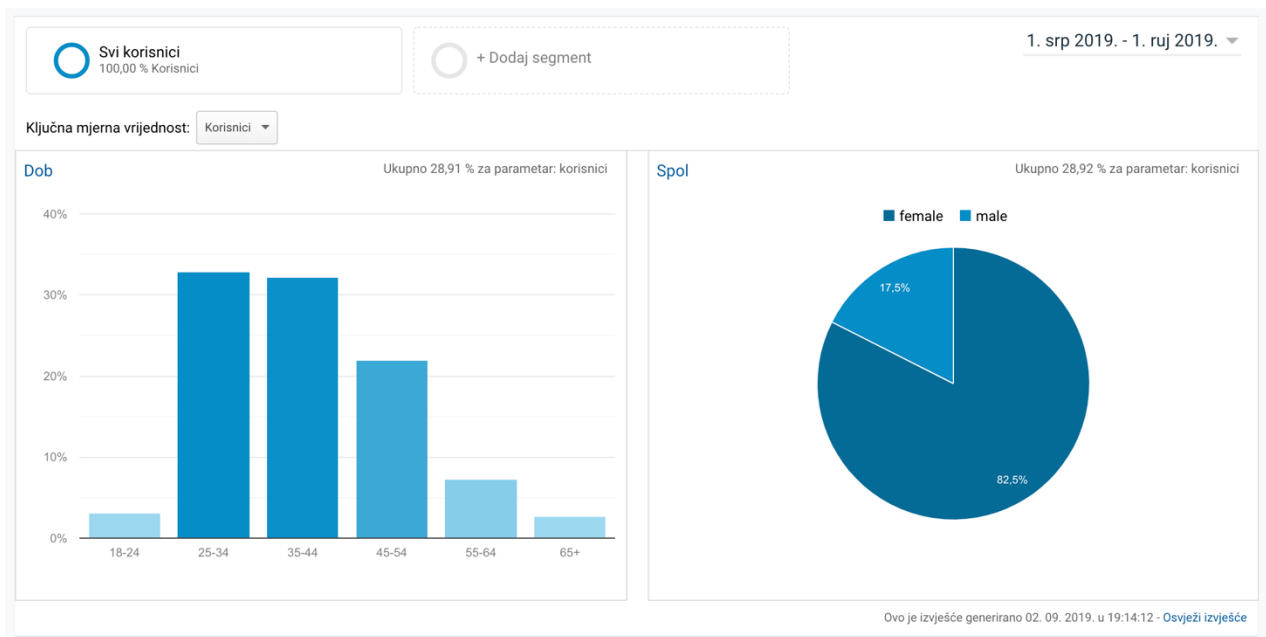 Svi korisnici
100,00 % Korisnici
+ Dodaj segment
1. srp 2019. - 1. ruj 2019.
Ključna mjerna vrijednost:
Korisnici
Dob
Ukupno 28,91 % za parametar: korisnici
40%
30%
20%
10%
0%
18-24
25-34
35-44
45-54
55-64
65+
Spol
Ukupno 28,92 % za parametar: korisnici
female
male
17,5%
82,5%
Ovo je izvješće generirano 02. 09. 2019. u 19:14:12 - Osvježi izvješće